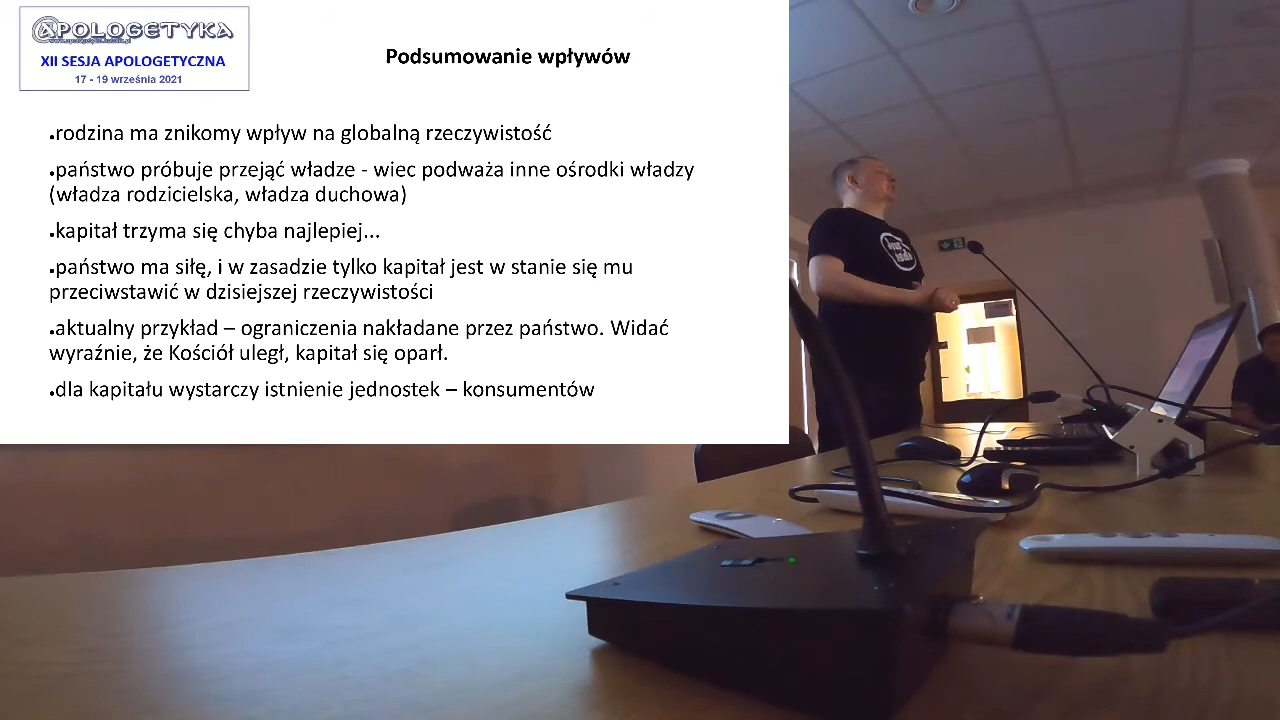 APOLOGETYKA
XII SESJA APOLOGETYCZNA
17 - 19 września 2021
Podsumowanie wpływów
.rodzina ma znikomy wpływ na globalną rzeczywistość
.państwo próbuje przejąć władze - wiec podważa inne ośrodki władzy
(władza rodzicielska, władza duchowa)
.kapitał trzyma się chyba najlepiej...
.państwo ma siłę, i w zasadzie tylko kapitał jest w stanie się mu
przeciwstawić w dzisiejszej rzeczywistości
.aktualny przykład – ograniczenia nakładane przez państwo. Widać
wyraźnie, że Kościół uległ, kapitał się oparł.
.dla kapitału wystarczy istnienie jednostek – konsumentów